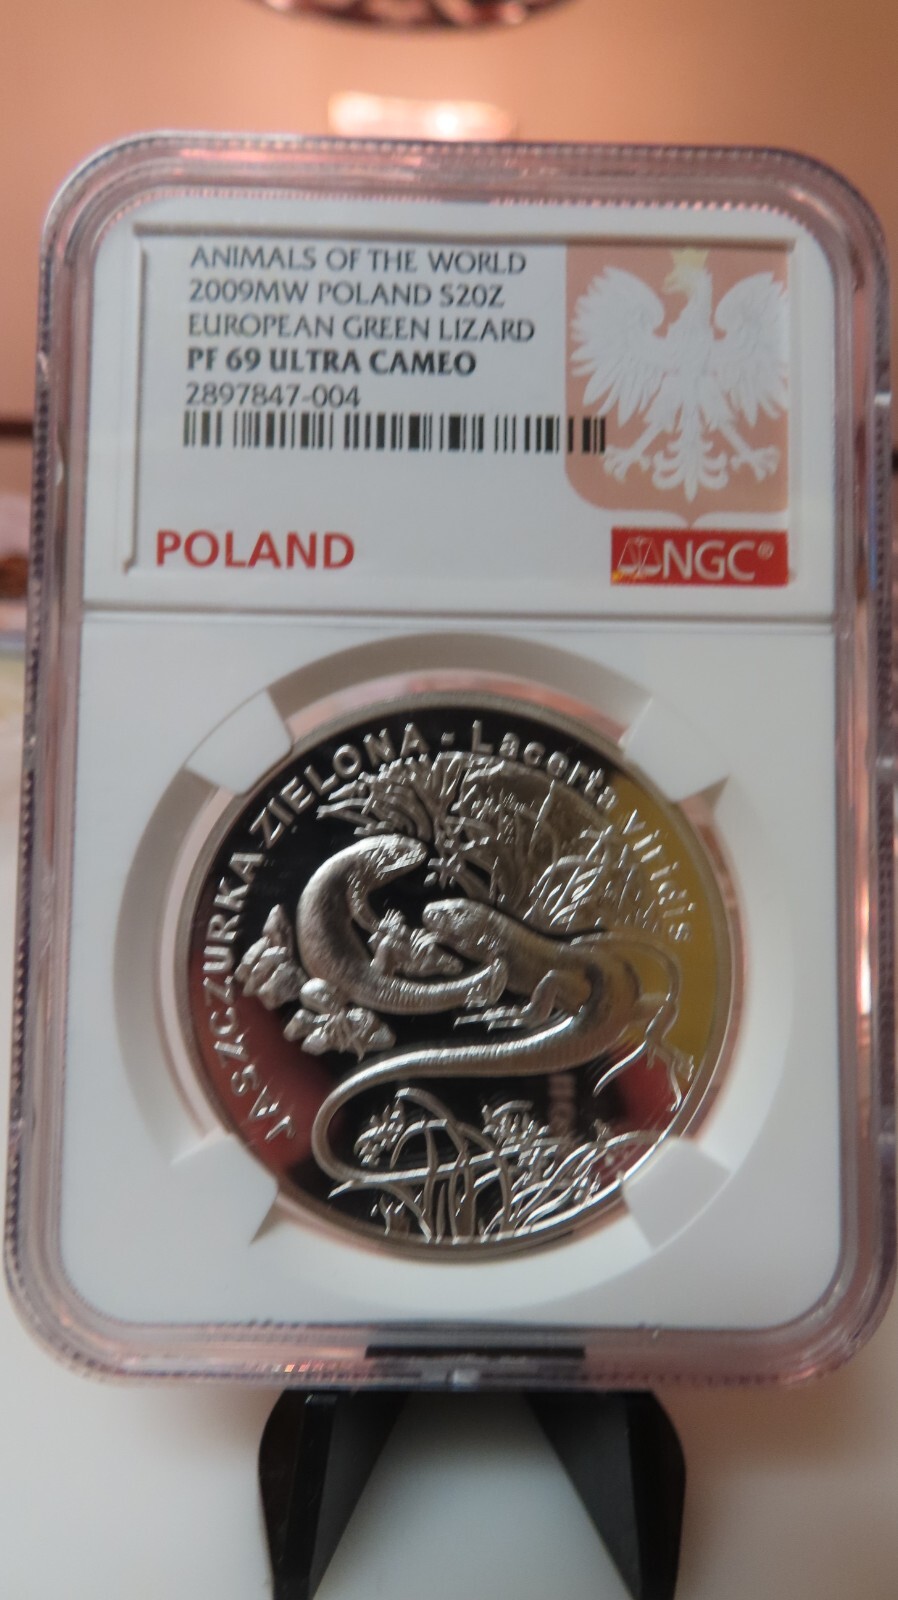 ANIMALS OF THE WORLD
2009MW POLAND S20Z
EUROPEAN GREEN LIZARD
PF 69 ULTRA CAMEO
2897847-004
POLAND
NGC®
JASZCZURKA ZIELONA - Lacerta viridis